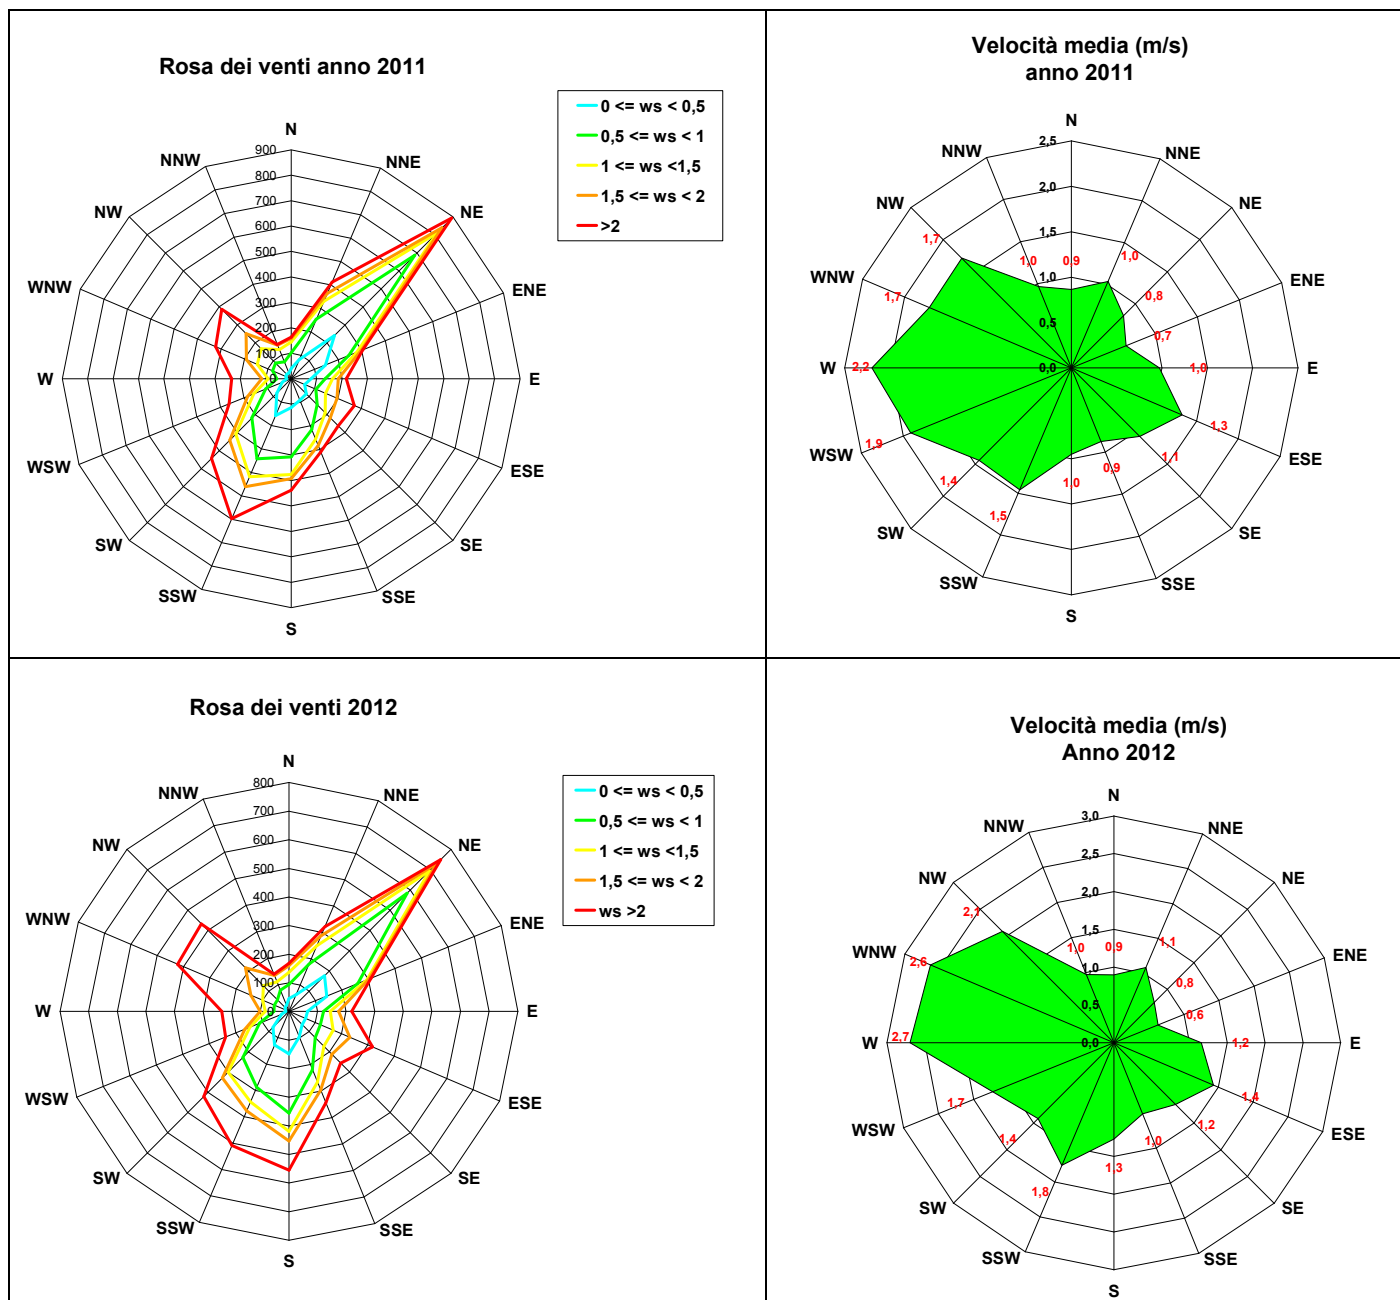 Rosa dei venti anno 2011
0 <= ws < 0,5
0,5 <= ws < 1
1 <= ws <1,5
1,5 <= ws < 2
>2
N
NNE
NE
ENE
E
ESE
SE
SSE
S
SSW
SW
WSW
W
WNW
NW
NNW
900
800
700
600
500
400
300
200
100
0
Velocità media (m/s)
anno 2011
N
NNE
NE
ENE
E
ESE
SE
SSE
S
SSW
SW
WSW
W
WNW
NW
NNW
2,5
2,0
1,5
1,0
0,5
0,0
0,9
1,0
0,8
0,7
1,0
1,3
1,1
0,9
1,0
1,5
1,4
1,9
2,2
1,7
1,7
1,0
Rosa dei venti 2012
0 <= ws < 0,5
0,5 <= ws < 1
1 <= ws <1,5
1,5 <= ws < 2
ws >2
N
NNE
NE
ENE
E
ESE
SE
SSE
S
SSW
SW
WSW
W
WNW
NW
NNW
800
700
600
500
400
300
200
100
0
Velocità media (m/s)
Anno 2012
N
NNE
NE
ENE
E
ESE
SE
SSE
S
SSW
SW
WSW
W
WNW
NW
NNW
3,0
2,5
2,0
1,5
1,0
0,5
0,0
0,9
1,1
0,8
0,6
1,2
1,4
1,2
1,0
1,3
1,8
1,4
1,7
2,7
2,6
2,1
1,0